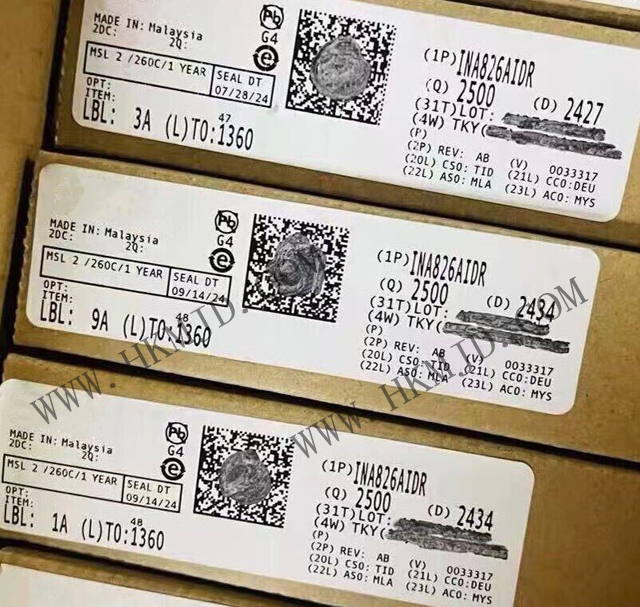 MADE IN: Malaysia
2DC: 2Q:
Pb
G4
e
MSL 2 /260C/1 YEAR
SEAL DT
07/28/24
OPT:
ITEM:
LBL: 3A (L)TO:1360
47
(1P)INA826AIDR
(Q) 2500 (D) 2427
(31T)LOT:
(4W) TKY(
(P)
(2P) REV: AB (V) 0033317
(20L) CSO: TID (21L) CCO:DEU
(22L) ASO: MLA (23L) ACO: MYS
MADE IN: Malaysia
2DC: 2Q:
Pb
G4
e
MSL 2 /260C/1 YEAR
SEAL DT
09/14/24
OPT:
ITEM:
LBL: 9A (L)TO:1360
48
(1P)INA826AIDR
(Q) 2500 (D) 2434
(31T)LOT:
(4W) TKY(
(P)
(2P) REV: AB (V) 0033317
(20L) CSO: TID (21L) CCO:DEU
(22L) ASO: MLA (23L) ACO: MYS
WWW.HKMJD.COM
WWW.HKMJD.COM
MADE IN: Malaysia
2DC: 2Q:
Pb
G4
e
MSL 2 /260C/1 YEAR
SEAL DT
09/14/24
OPT:
ITEM:
LBL: 1A (L)TO:1360
48
(1P)INA826AIDR
(Q) 2500 (D) 2434
(31T)LOT:
(4W) TKY(
(P)
(2P) REV: AB (V) 0033317
(20L) CSO: TID (21L) CCO:DEU
(22L) ASO: MLA (23L) ACO: MYS